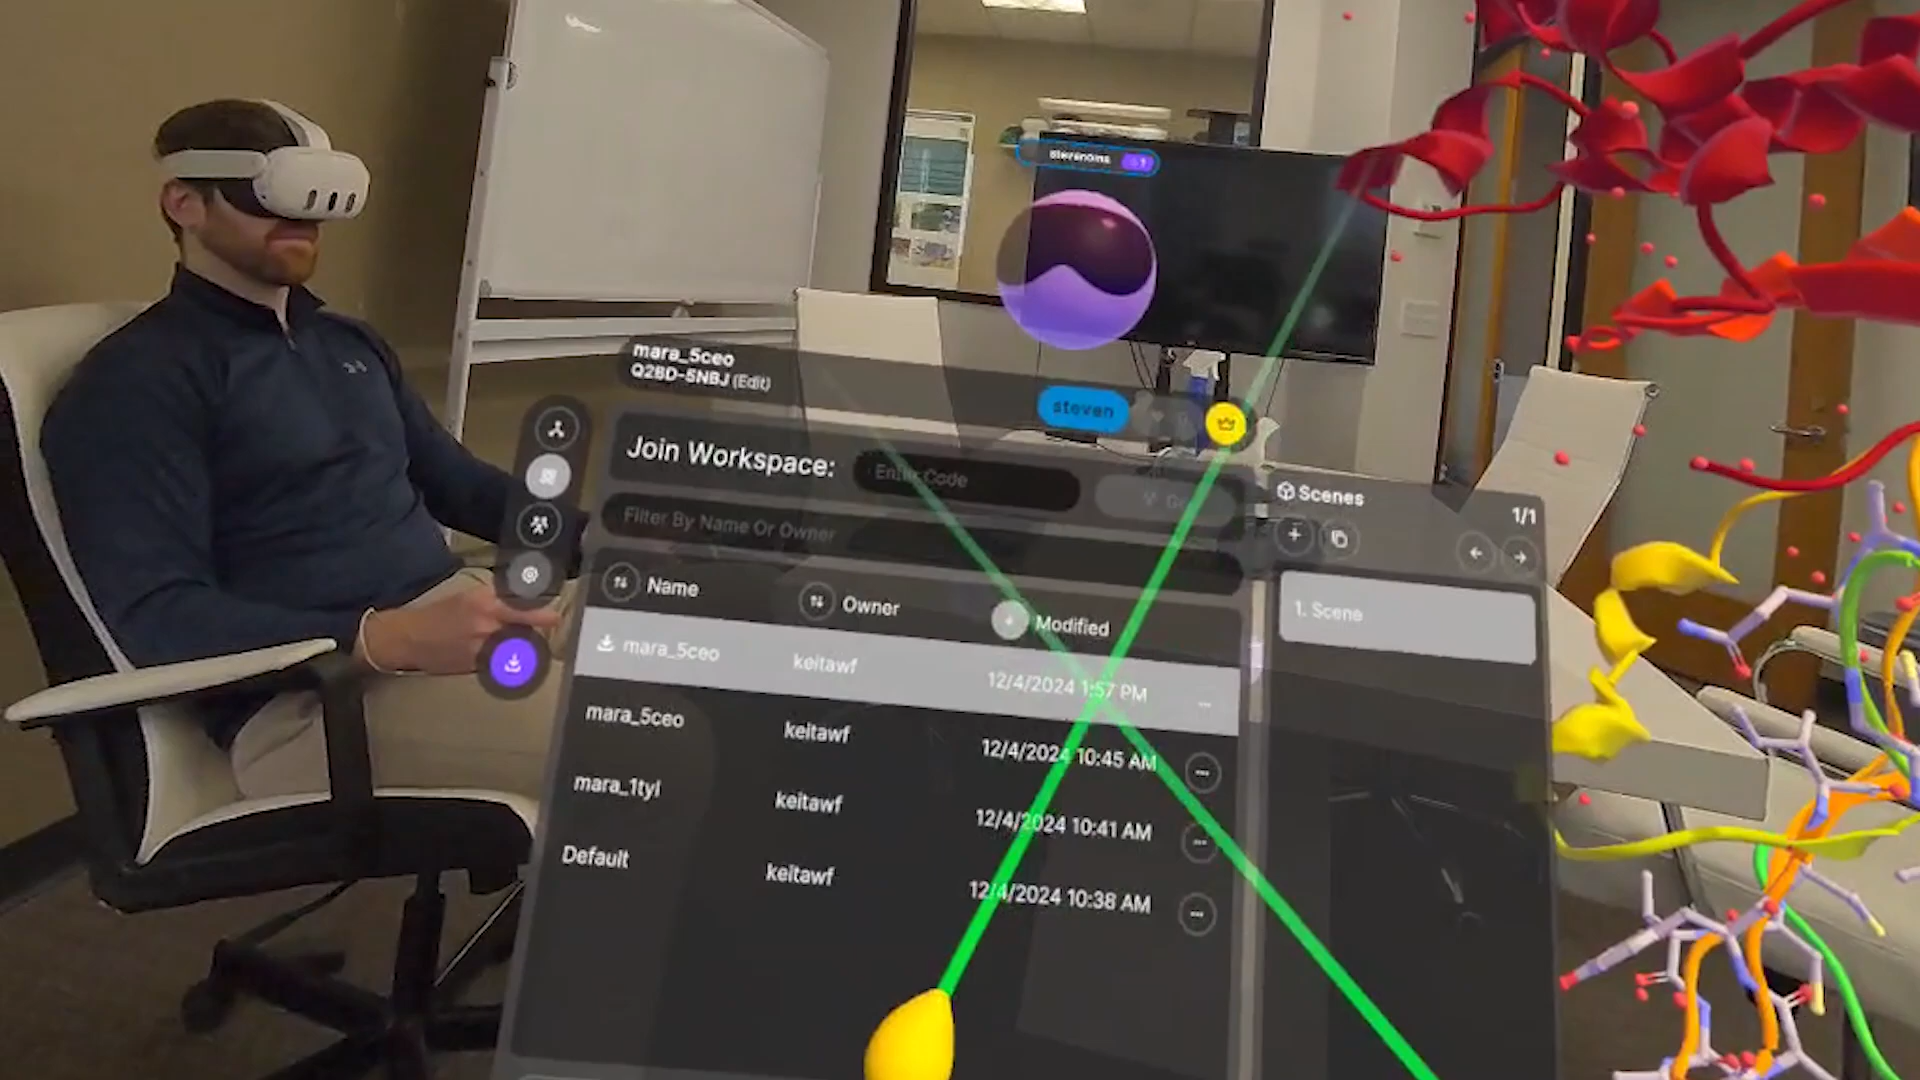 mara_5ceo
Q2BD-5NBJ (Edit)
steven
Join Workspace:
Enter Code
Filter By Name Or Owner
Name
Owner
Modified
mara_5ceo
keitawf
12/4/2024 1:57 PM
mara_5ceo
keitawf
12/4/2024 10:45 AM
mara_1tyl
keitawf
12/4/2024 10:41 AM
Default
keitawf
12/4/2024 10:38 AM
Scenes
1/1
1. Scene